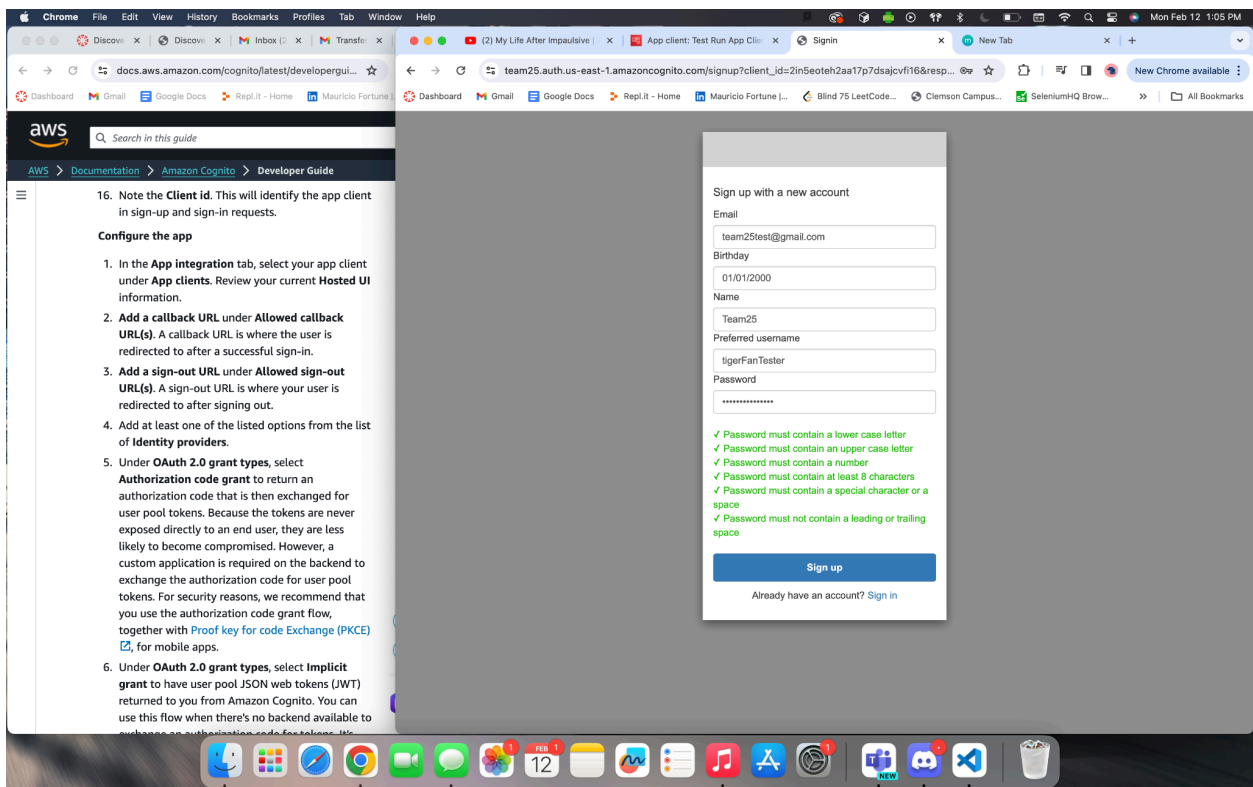 Chrome File Edit View History Bookmarks Profiles Tab Window Help
Mon Feb 12 1:05 PM
Discove
Discove
Inbox (2
Transfer
docs.aws.amazon.com/cognito/latest/developergui...
Dashboard
Gmail
Google Docs
Repl.it - Home
Mauricio Fortune |
aws
Search in this guide
AWS > Documentation > Amazon Cognito > Developer Guide
16. Note the Client id. This will identify the app client
in sign-up and sign-in requests.
Configure the app
1. In the App integration tab, select your app client
under App clients. Review your current Hosted UI
information.
2. Add a callback URL under Allowed callback
URL(s). A callback URL is where the user is
redirected to after a successful sign-in.
3. Add a sign-out URL under Allowed sign-out
URL(s). A sign-out URL is where your user is
redirected to after signing out.
4. Add at least one of the listed options from the list
of Identity providers.
5. Under OAuth 2.0 grant types, select
Authorization code grant to return an
authorization code that is then exchanged for
user pool tokens. Because the tokens are never
exposed directly to an end user, they are less
likely to become compromised. However, a
custom application is required on the backend to
exchange the authorization code for user pool
tokens. For security reasons, we recommend that
you use the authorization code grant flow,
together with Proof key for code Exchange (PKCE)
, for mobile apps.
6. Under OAuth 2.0 grant types, select Implicit
grant to have user pool JSON web tokens (JWT)
returned to you from Amazon Cognito. You can
use this flow when there's no backend available to
exchange an authorization code for tokens. It's
(2) My Life After Impaulsive |
App client: Test Run App Clien
Signin
New Tab
team25.auth.us-east-1.amazoncognito.com/signup?client_id=2in5eoteh2aa17p7dsajcvfi16&resp...
New Chrome available
Dashboard
Gmail
Google Docs
Repl.it - Home
Mauricio Fortune |...
Blind 75 LeetCode...
Clemson Campus...
SeleniumHQ Brow...
All Bookmarks
Sign up with a new account
Email
team25test@gmail.com
Birthday
01/01/2000
Name
Team25
Preferred username
tigerFanTester
Password
✓ Password must contain a lower case letter
✓ Password must contain an upper case letter
✓ Password must contain a number
✓ Password must contain at least 8 characters
✓ Password must contain a special character or a
space
✓ Password must not contain a leading or trailing
space
Sign up
Already have an account? Sign in
1
FEB 1
12
1
NEW